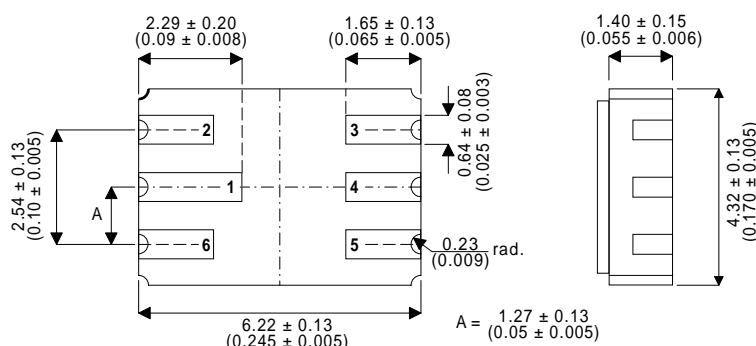 2.29 ± 0.20
(0.09 ± 0.008)
1.65 ± 0.13
(0.065 ± 0.005)
1.40 ± 0.15
(0.055 ± 0.006)
2
3
0.64 ± 0.08
(0.025 ± 0.003)
2.54 ± 0.13
(0.10 ± 0.005)
A
1
4
4.32 ± 0.13
(0.170 ± 0.005)
6
5
0.23
(0.009)
rad.
6.22 ± 0.13
(0.245 ± 0.005)
A = 1.27 ± 0.13
(0.05 ± 0.005)